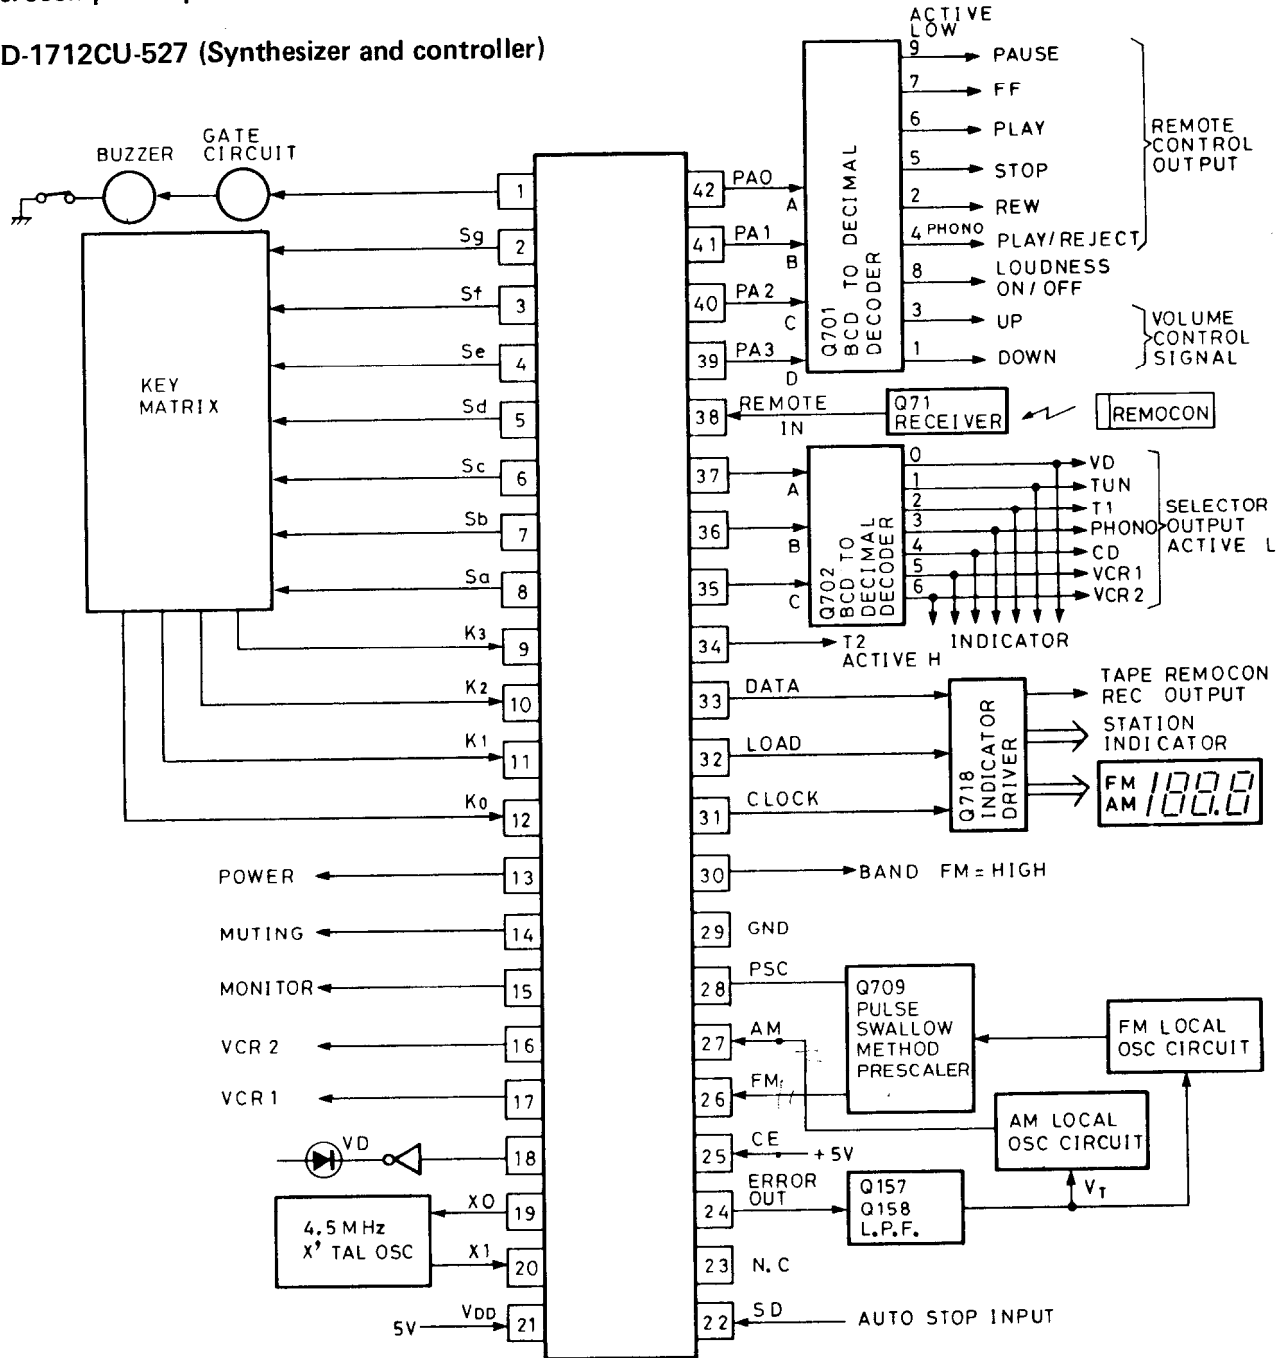 D-1712CU-527 (Synthesizer and controller)
BUZZER
GATE
CIRCUIT
KEY
MATRIX
1
Sg 2
Sf 3
Se 4
Sd 5
Sc 6
Sb 7
Sa 8
K3 9
K2 10
K1 11
K0 12
POWER 13
MUTING 14
MONITOR 15
VCR 2 16
VCR 1 17
VD 18
4.5 MHz
X' TAL OSC
X0 19
X1 20
5V VDD 21
42 PA0 A
41 PA1 B
40 PA2 C
39 PA3 D
Q701
BCD TO DECIMAL
DECODER
ACTIVE
LOW
9 PAUSE
7 FF
6 PLAY
5 STOP
2 REW
4 PHONO
PLAY/REJECT
REMOTE
CONTROL
OUTPUT
8 LOUDNESS
ON/OFF
3 UP
1 DOWN
VOLUME
CONTROL
SIGNAL
38 REMOTE
IN
Q71
RECEIVER
REMOCON
37 A
36 B
35 C
Q702
BCD TO
DECIMAL
DECODER
0 VD
1 TUN
2 T1
3 PHONO
4 CD
5 VCR1
6 VCR2
SELECTOR
OUTPUT
ACTIVE L
INDICATOR
34 T2
ACTIVE H
33 DATA
32 LOAD
31 CLOCK
Q718
INDICATOR
DRIVER
TAPE REMOCON
REC OUTPUT
STATION
INDICATOR
FM
AM
188.8
30 BAND FM = HIGH
29 GND
28 PSC
27 AM
26 FM
Q709
PULSE
SWALLOW
METHOD
PRESCALER
FM LOCAL
OSC CIRCUIT
AM LOCAL
OSC CIRCUIT
25 CE +5V
24 ERROR
OUT
Q157
Q158
L.P.F.
VT
23 N.C
22 SD AUTO STOP INPUT